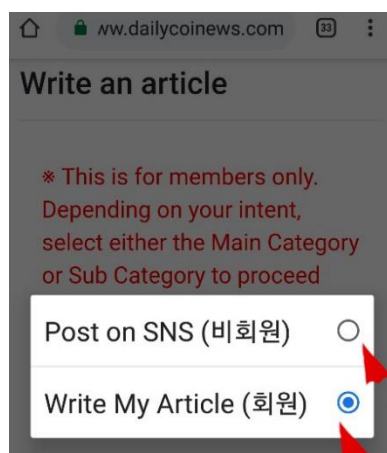 ww.dailycoinews.com 33
Write an article
* This is for members only.
Depending on your intent,
select either the Main Category
or Sub Category to proceed
Post on SNS (비회원)
Write My Article (회원)